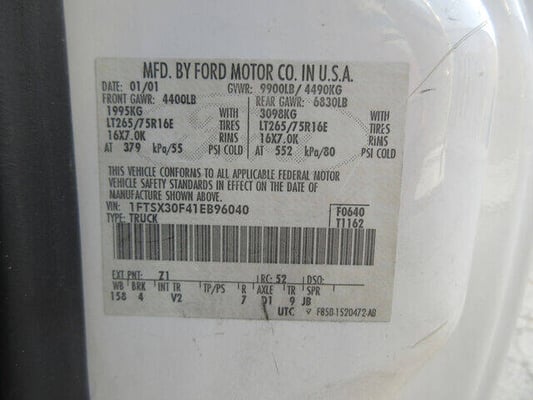 MFD. BY FORD MOTOR CO. IN U.S.A.
DATE: 01/01 GVWR: 9900LB/ 4490KG
FRONT GAWR: 4400LB REAR GAWR: 6830LB
1995KG WITH 3098KG WITH
LT265/75R16E TIRES LT265/75R16E TIRES
16X7.0K RIMS 16X7.0K RIMS
AT 379 kPa/55 PSI COLD AT 552 kPa/80 PSI COLD
THIS VEHICLE CONFORMS TO ALL APPLICABLE FEDERAL MOTOR
VEHICLE SAFETY STANDARDS IN EFFECT ON THE DATE OF
MANUFACTURE SHOWN ABOVE.
VIN: 1FTSX30F41EB96040 F0640
TYPE: TRUCK T1162
EXT PNT: Z1 RC: 52 DSO:
WB BRK INT TR TP/PS R AXLE TR SPR
158 4 V2 7 D1 9 JB
UTC F85B-1520472-AB